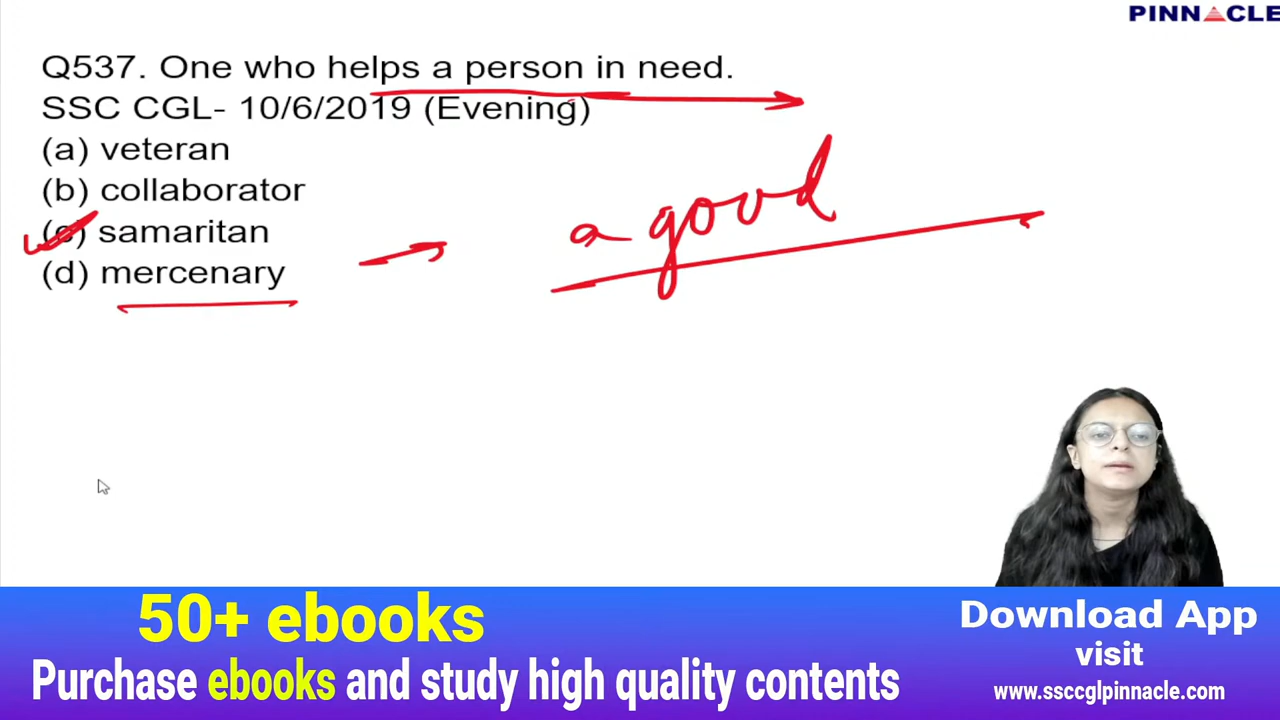 PINNACLE
Q537. One who helps a person in need.
SSC CGL- 10/6/2019 (Evening)
(a) veteran
(b) collaborator
(c) samaritan
(d) mercenary
a good
50+ ebooks
Purchase ebooks and study high quality contents
Download App
visit
www.ssccglpinnacle.com